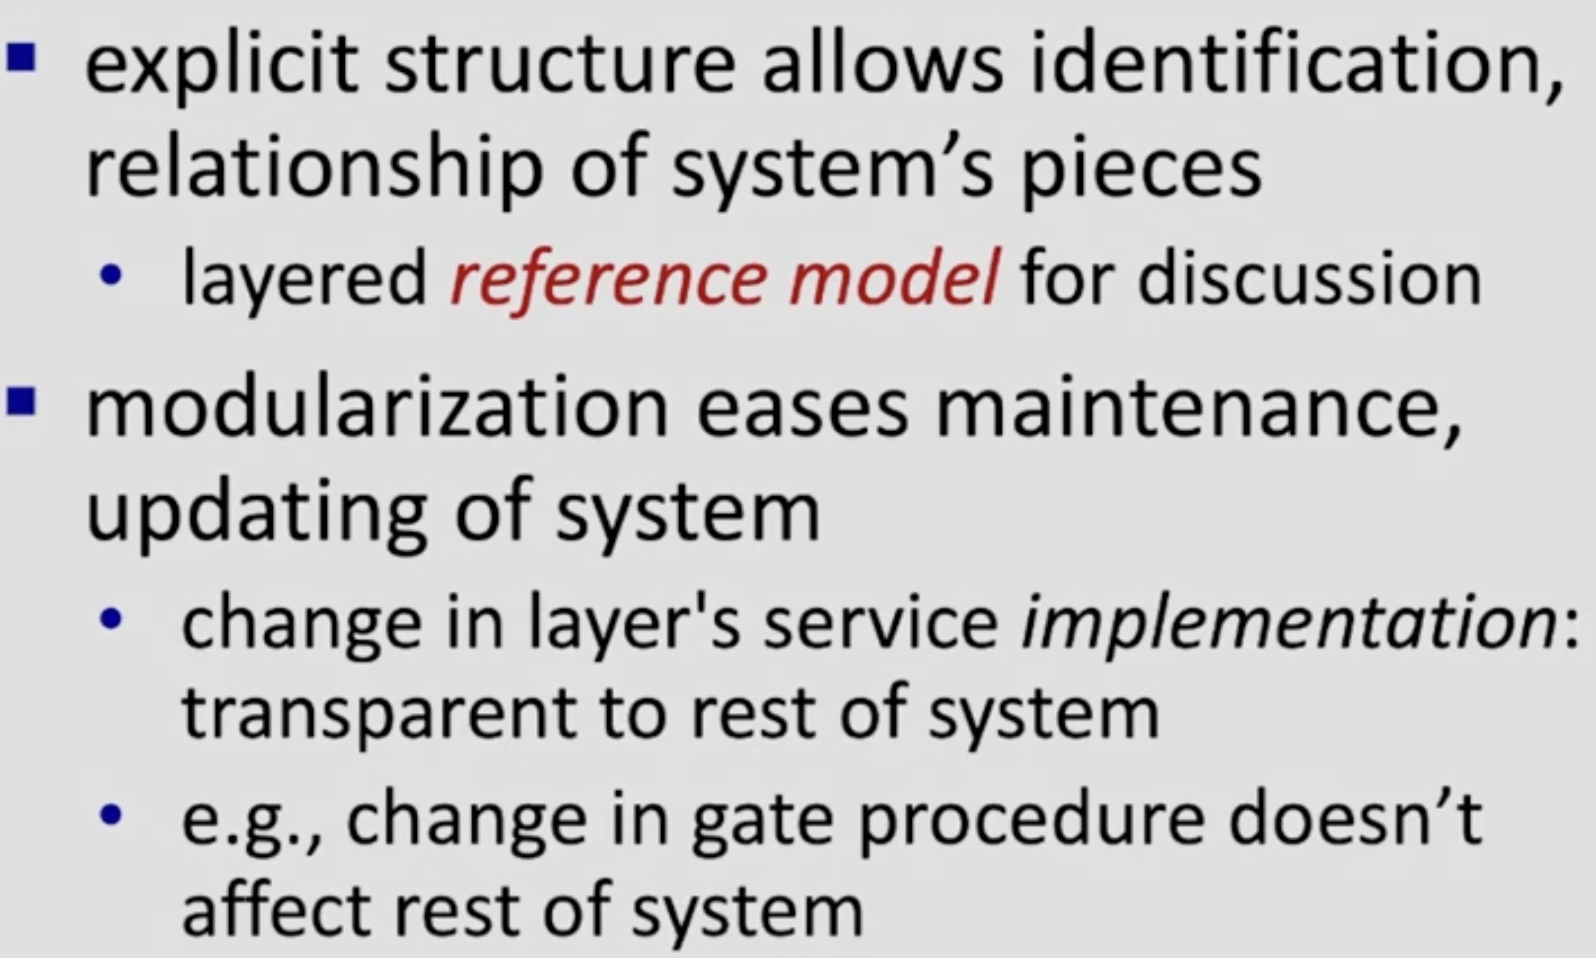 ▪ explicit structure allows identification,
relationship of system’s pieces
• layered reference model for discussion
▪ modularization eases maintenance,
updating of system
• change in layer's service implementation:
transparent to rest of system
• e.g., change in gate procedure doesn’t
affect rest of system